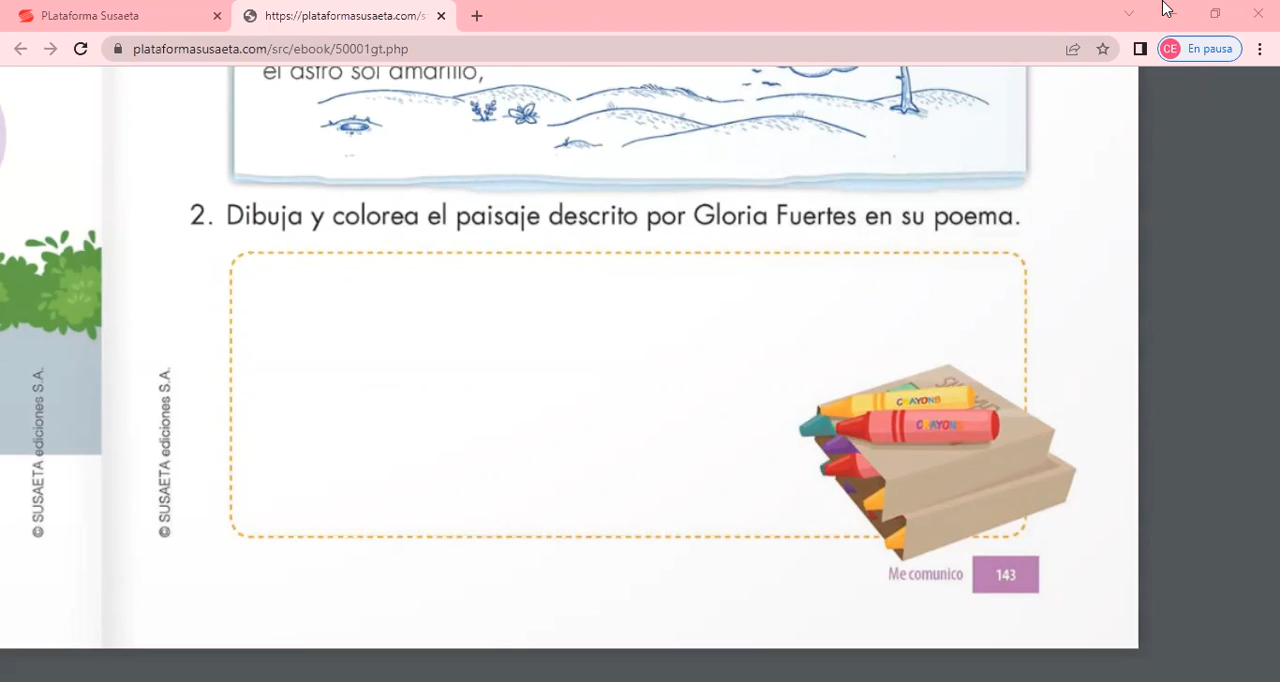 PLataforma Susaeta
https://plataformasusaeta.com/s
plataformasusaeta.com/src/ebook/50001gt.php
CE
En pausa
el astro sol amarillo,
2. Dibuja y colorea el paisaje descrito por Gloria Fuertes en su poema.
CRAYONS
CRAYONS
© SUSAETA ediciones S.A.
© SUSAETA ediciones S.A.
Me comunico 143